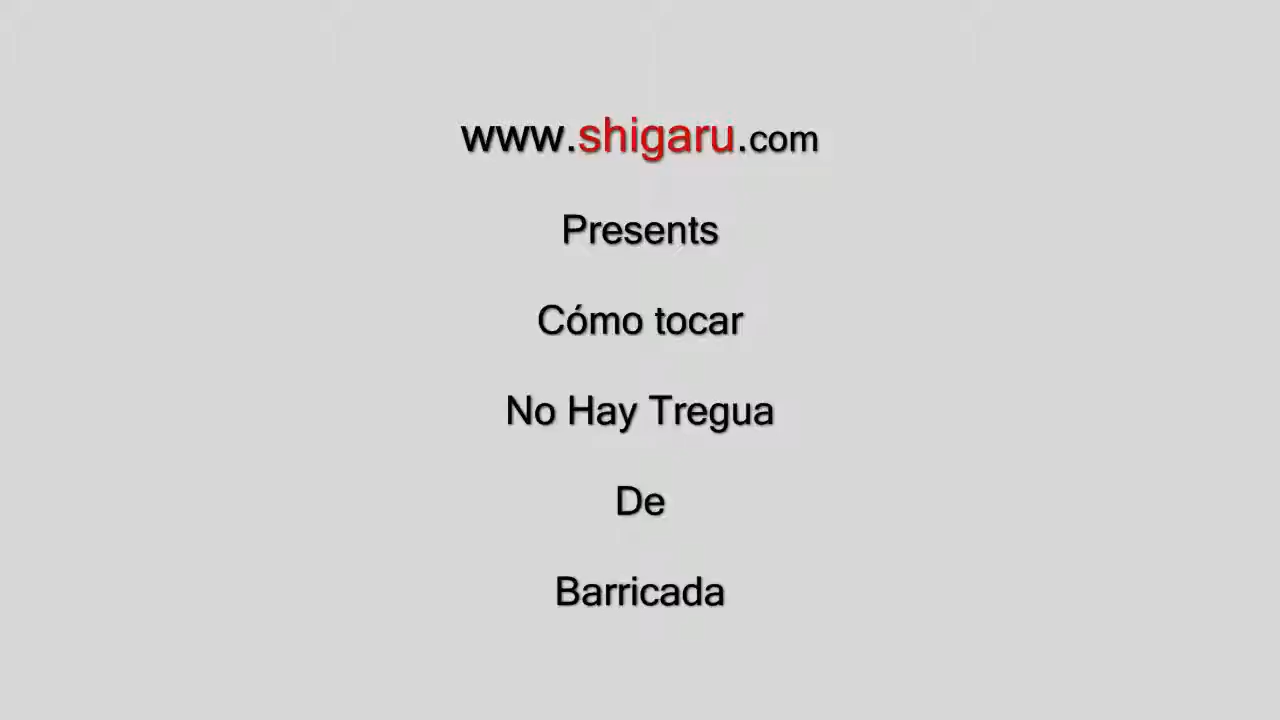 www.shigaru.com
Presents
Cómo tocar
No Hay Tregua
De
Barricada